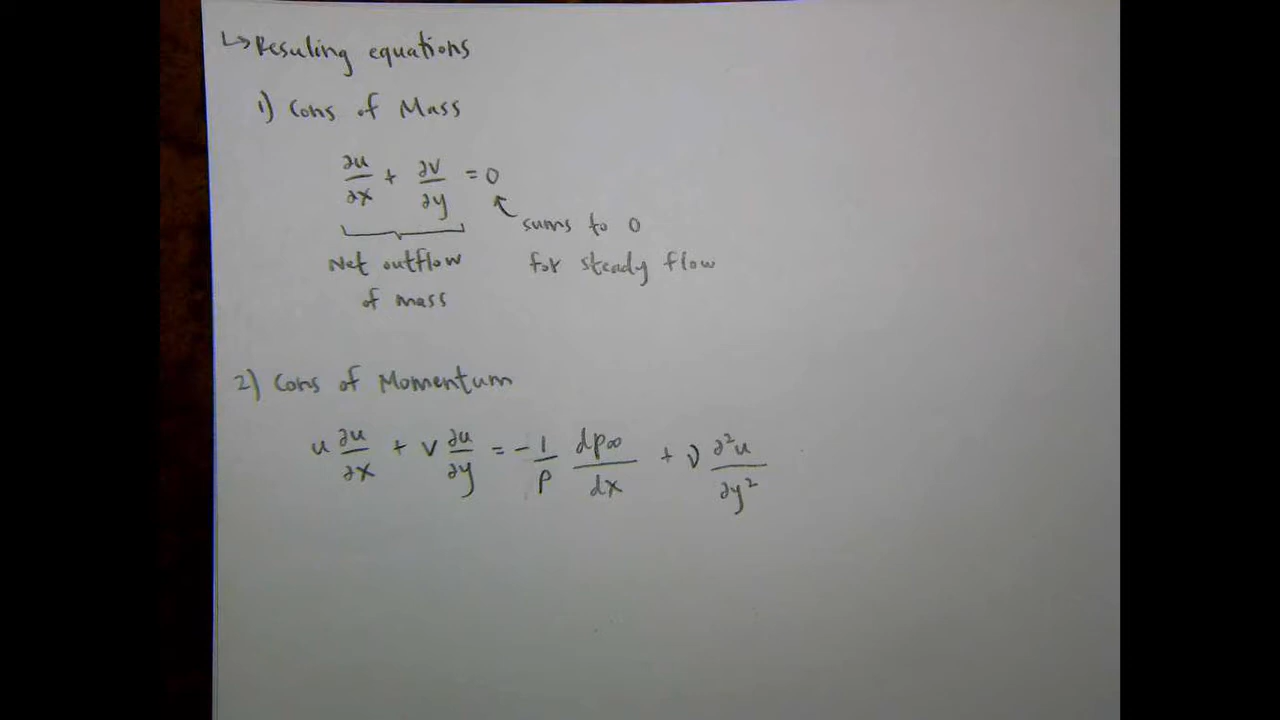 ↳ Resuling equations
1) Cons of Mass
∂u/∂x + ∂v/∂y = 0
sums to 0
for steady flow
Net outflow
of mass
2) Cons of Momentum
u ∂u/∂x + v ∂u/∂y = -1/ρ dp∞/dx + ν ∂²u/∂y²